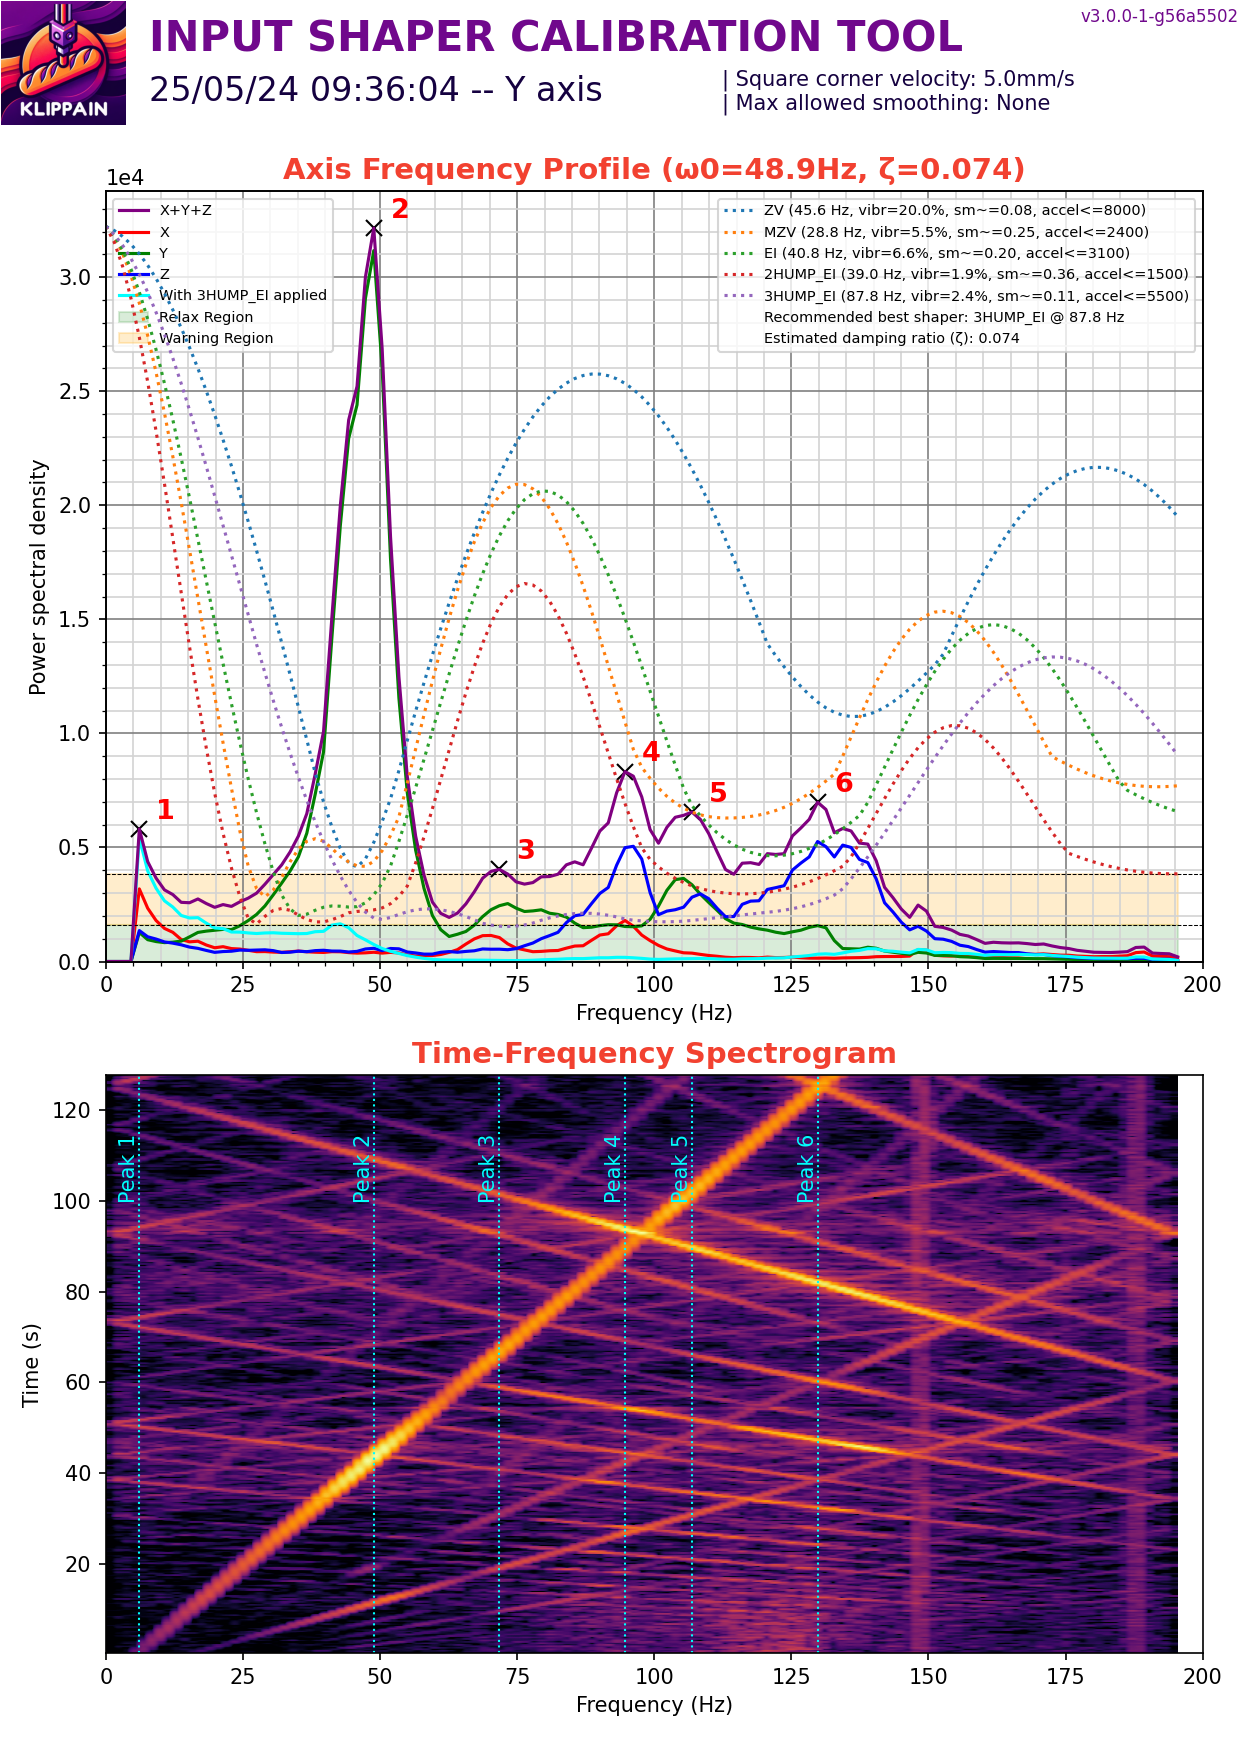 v3.0.0-1-g56a5502
INPUT SHAPER CALIBRATION TOOL
25/05/24 09:36:04 -- Y axis
| Square corner velocity: 5.0mm/s
| Max allowed smoothing: None
KLIPPAIN
Axis Frequency Profile (ω0=48.9Hz, ζ=0.074)
1e4
X+Y+Z
X
Y
Z
With 3HUMP_EI applied
Relax Region
Warning Region
ZV (45.6 Hz, vibr=20.0%, sm~=0.08, accel<=8000)
MZV (28.8 Hz, vibr=5.5%, sm~=0.25, accel<=2400)
EI (40.8 Hz, vibr=6.6%, sm~=0.20, accel<=3100)
2HUMP_EI (39.0 Hz, vibr=1.9%, sm~=0.36, accel<=1500)
3HUMP_EI (87.8 Hz, vibr=2.4%, sm~=0.11, accel<=5500)
Recommended best shaper: 3HUMP_EI @ 87.8 Hz
Estimated damping ratio (ζ): 0.074
1
2
3
4
5
6
Power spectral density
3.0
2.5
2.0
1.5
1.0
0.5
0.0
0 25 50 75 100 125 150 175 200
Frequency (Hz)
Time-Frequency Spectrogram
Peak 1
Peak 2
Peak 3
Peak 4
Peak 5
Peak 6
Time (s)
120
100
80
60
40
20
0 25 50 75 100 125 150 175 200
Frequency (Hz)